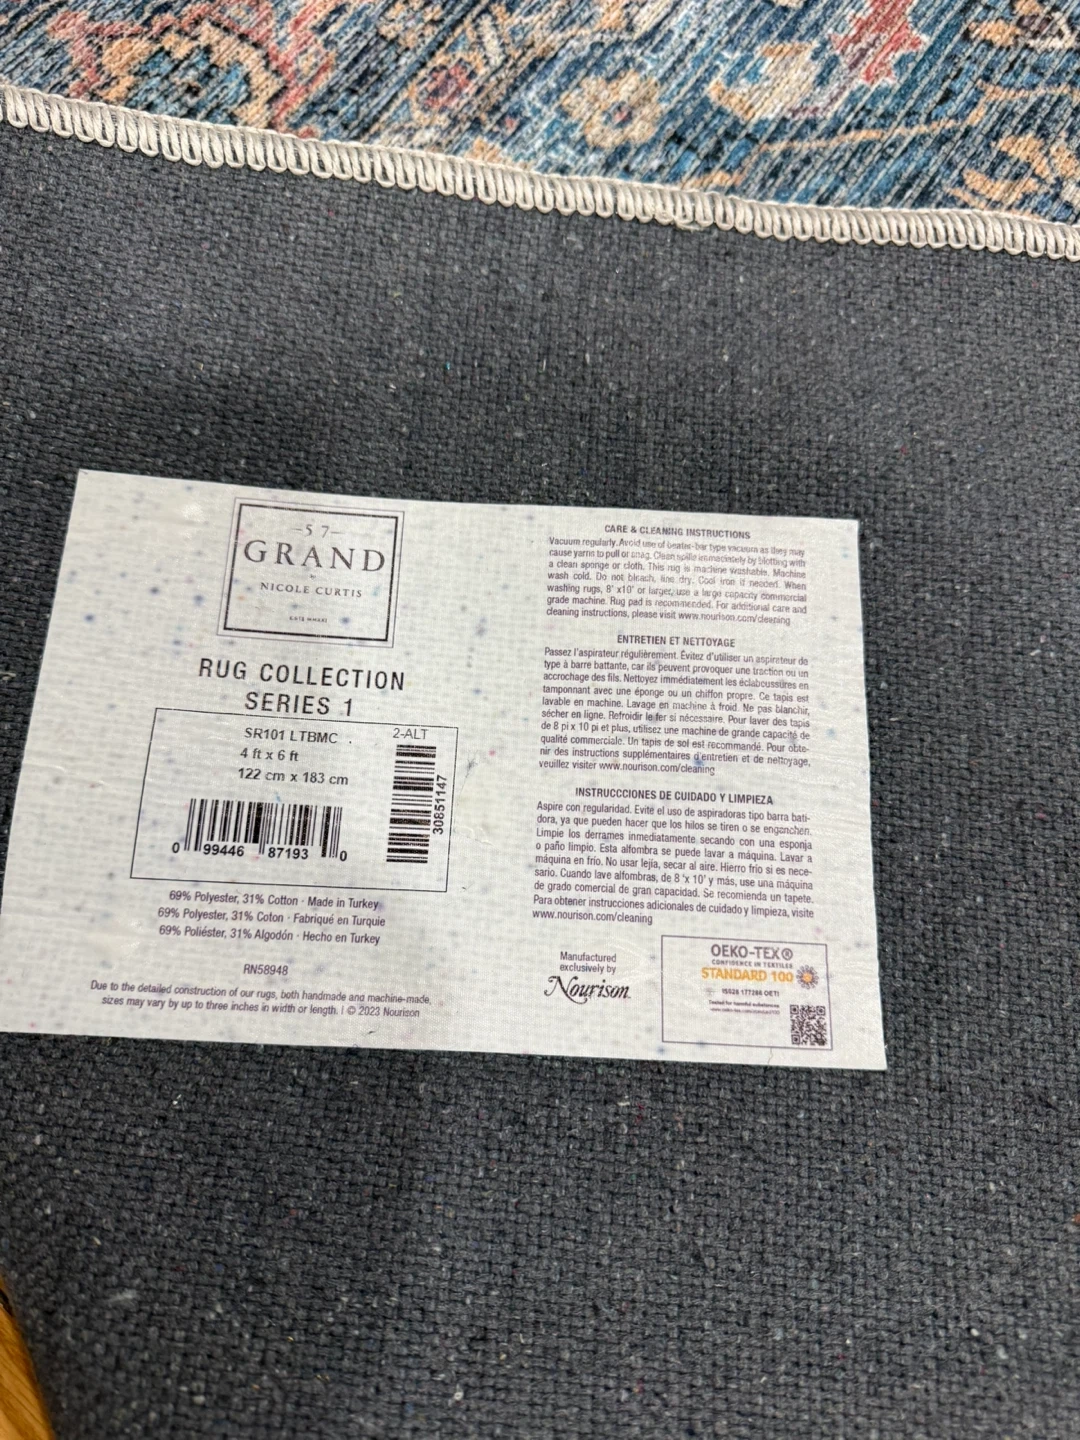 -57-
GRAND
BY
NICOLE CURTIS
RUG COLLECTION
SERIES 1
SR101 LTBMC
4 ft x 6 ft
122 cm x 183 cm
2-ALT
30851147
0 99446 87193 0
69% Polyester, 31% Cotton · Made in Turkey
69% Polyester, 31% Coton · Fabriqué en Turquie
69% Poliéster, 31% Algodón · Hecho en Turkey
RN58948
Due to the detailed construction of our rugs, both handmade and machine-made,
sizes may vary by up to three inches in width or length. | © 2023 Nourison
CARE & CLEANING INSTRUCTIONS
Vacuum regularly. Avoid use of beater-bar type vacuum as they may
cause yarns to pull or snag. Clean spills immediately by blotting with
a clean sponge or cloth. This rug is machine washable. Machine
wash cold. Do not bleach, line dry. Cool iron if needed. When
washing rugs, 8' x10' or larger, use a large capacity commercial
grade machine. Rug pad is recommended. For additional care and
cleaning instructions, please visit www.nourison.com/cleaning
ENTRETIEN ET NETTOYAGE
Passez l'aspirateur régulièrement. Évitez d'utiliser un aspirateur de
type à barre battante, car ils peuvent provoquer une traction ou un
accrochage des fils. Nettoyez immédiatement les éclaboussures en
tamponnant avec une éponge ou un chiffon propre. Ce tapis est
lavable en machine. Lavage en machine à froid. Ne pas blanchir,
sécher en ligne. Refroidir le fer si nécessaire. Pour laver des tapis
de 8 pi x 10 pi et plus, utilisez une machine de grande capacité de
qualité commerciale. Un tapis de sol est recommandé. Pour obte-
nir des instructions supplémentaires d'entretien et de nettoyage,
veuillez visiter www.nourison.com/cleaning
INSTRUCCCIONES DE CUIDADO Y LIMPIEZA
Aspire con regularidad. Evite el uso de aspiradoras tipo barra bati-
dora, ya que pueden hacer que los hilos se tiren o se enganchen.
Limpie los derrames inmediatamente secando con una esponja
o paño limpio. Esta alfombra se puede lavar a máquina. Lavar a
máquina en frío. No usar lejía, secar al aire. Hierro frío si es nece-
sario. Cuando lave alfombras, de 8 'x 10' y más, use una máquina
de grado comercial de gran capacidad. Se recomienda un tapete.
Para obtener instrucciones adicionales de cuidado y limpieza, visite
www.nourison.com/cleaning
Manufactured
exclusively by
Nourison
OEKO-TEX®
CONFIDENCE IN TEXTILES
STANDARD 100
OETI
Tested for harmful substances